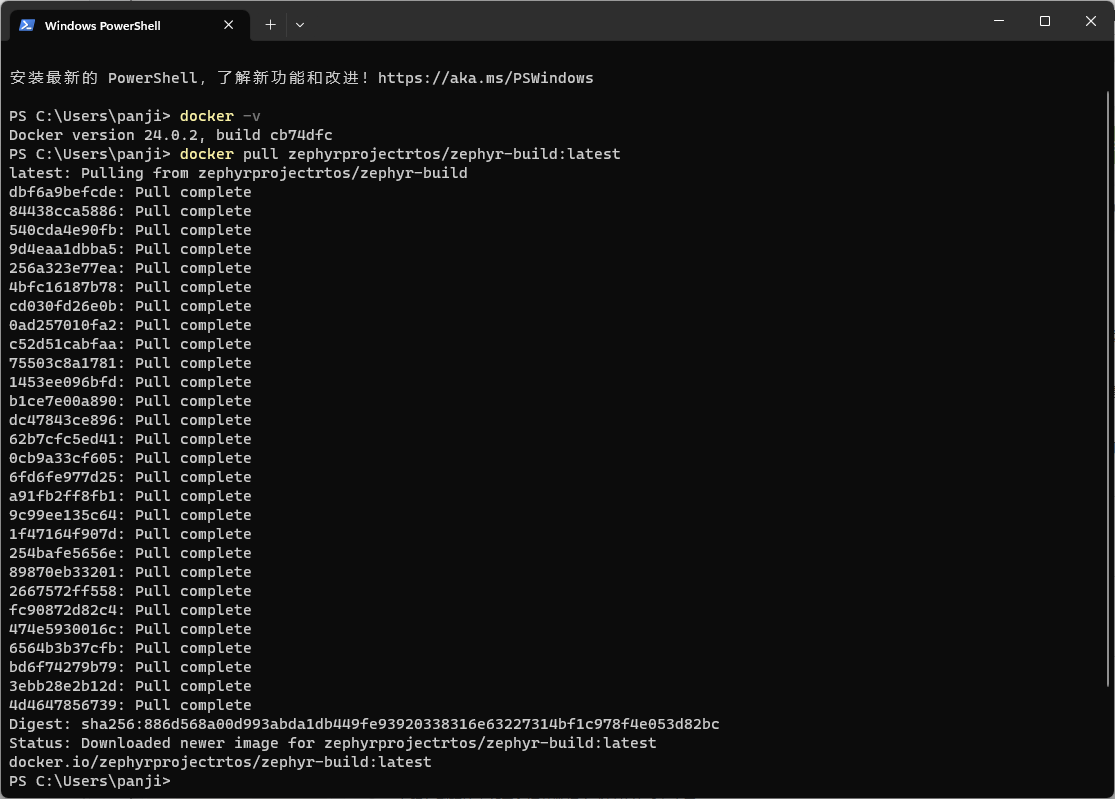 Windows PowerShell
安装最新的 PowerShell，了解新功能和改进！https://aka.ms/PSWindows
PS C:\Users\panji> docker -v
Docker version 24.0.2, build cb74dfc
PS C:\Users\panji> docker pull zephyrprojectrtos/zephyr-build:latest
latest: Pulling from zephyrprojectrtos/zephyr-build
dbf6a9befcde: Pull complete
84438cca5886: Pull complete
540cda4e90fb: Pull complete
9d4eaa1dbba5: Pull complete
256a323e77ea: Pull complete
4bfc16187b78: Pull complete
cd030fd26e0b: Pull complete
0ad257010fa2: Pull complete
c52d51cabfaa: Pull complete
75503c8a1781: Pull complete
1453ee096bfd: Pull complete
b1ce7e00a890: Pull complete
dc47843ce896: Pull complete
62b7cfc5ed41: Pull complete
0cb9a33cf605: Pull complete
6fd6fe977d25: Pull complete
a91fb2ff8fb1: Pull complete
9c99ee135c64: Pull complete
1f47164f907d: Pull complete
254bafe5656e: Pull complete
89870eb33201: Pull complete
2667572ff558: Pull complete
fc90872d82c4: Pull complete
474e5930016c: Pull complete
6564b3b37cfb: Pull complete
bd6f74279b79: Pull complete
3ebb28e2b12d: Pull complete
4d4647856739: Pull complete
Digest: sha256:886d568a00d993abda1db449fe93920338316e63227314bf1c978f4e053d82bc
Status: Downloaded newer image for zephyrprojectrtos/zephyr-build:latest
docker.io/zephyrprojectrtos/zephyr-build:latest
PS C:\Users\panji>